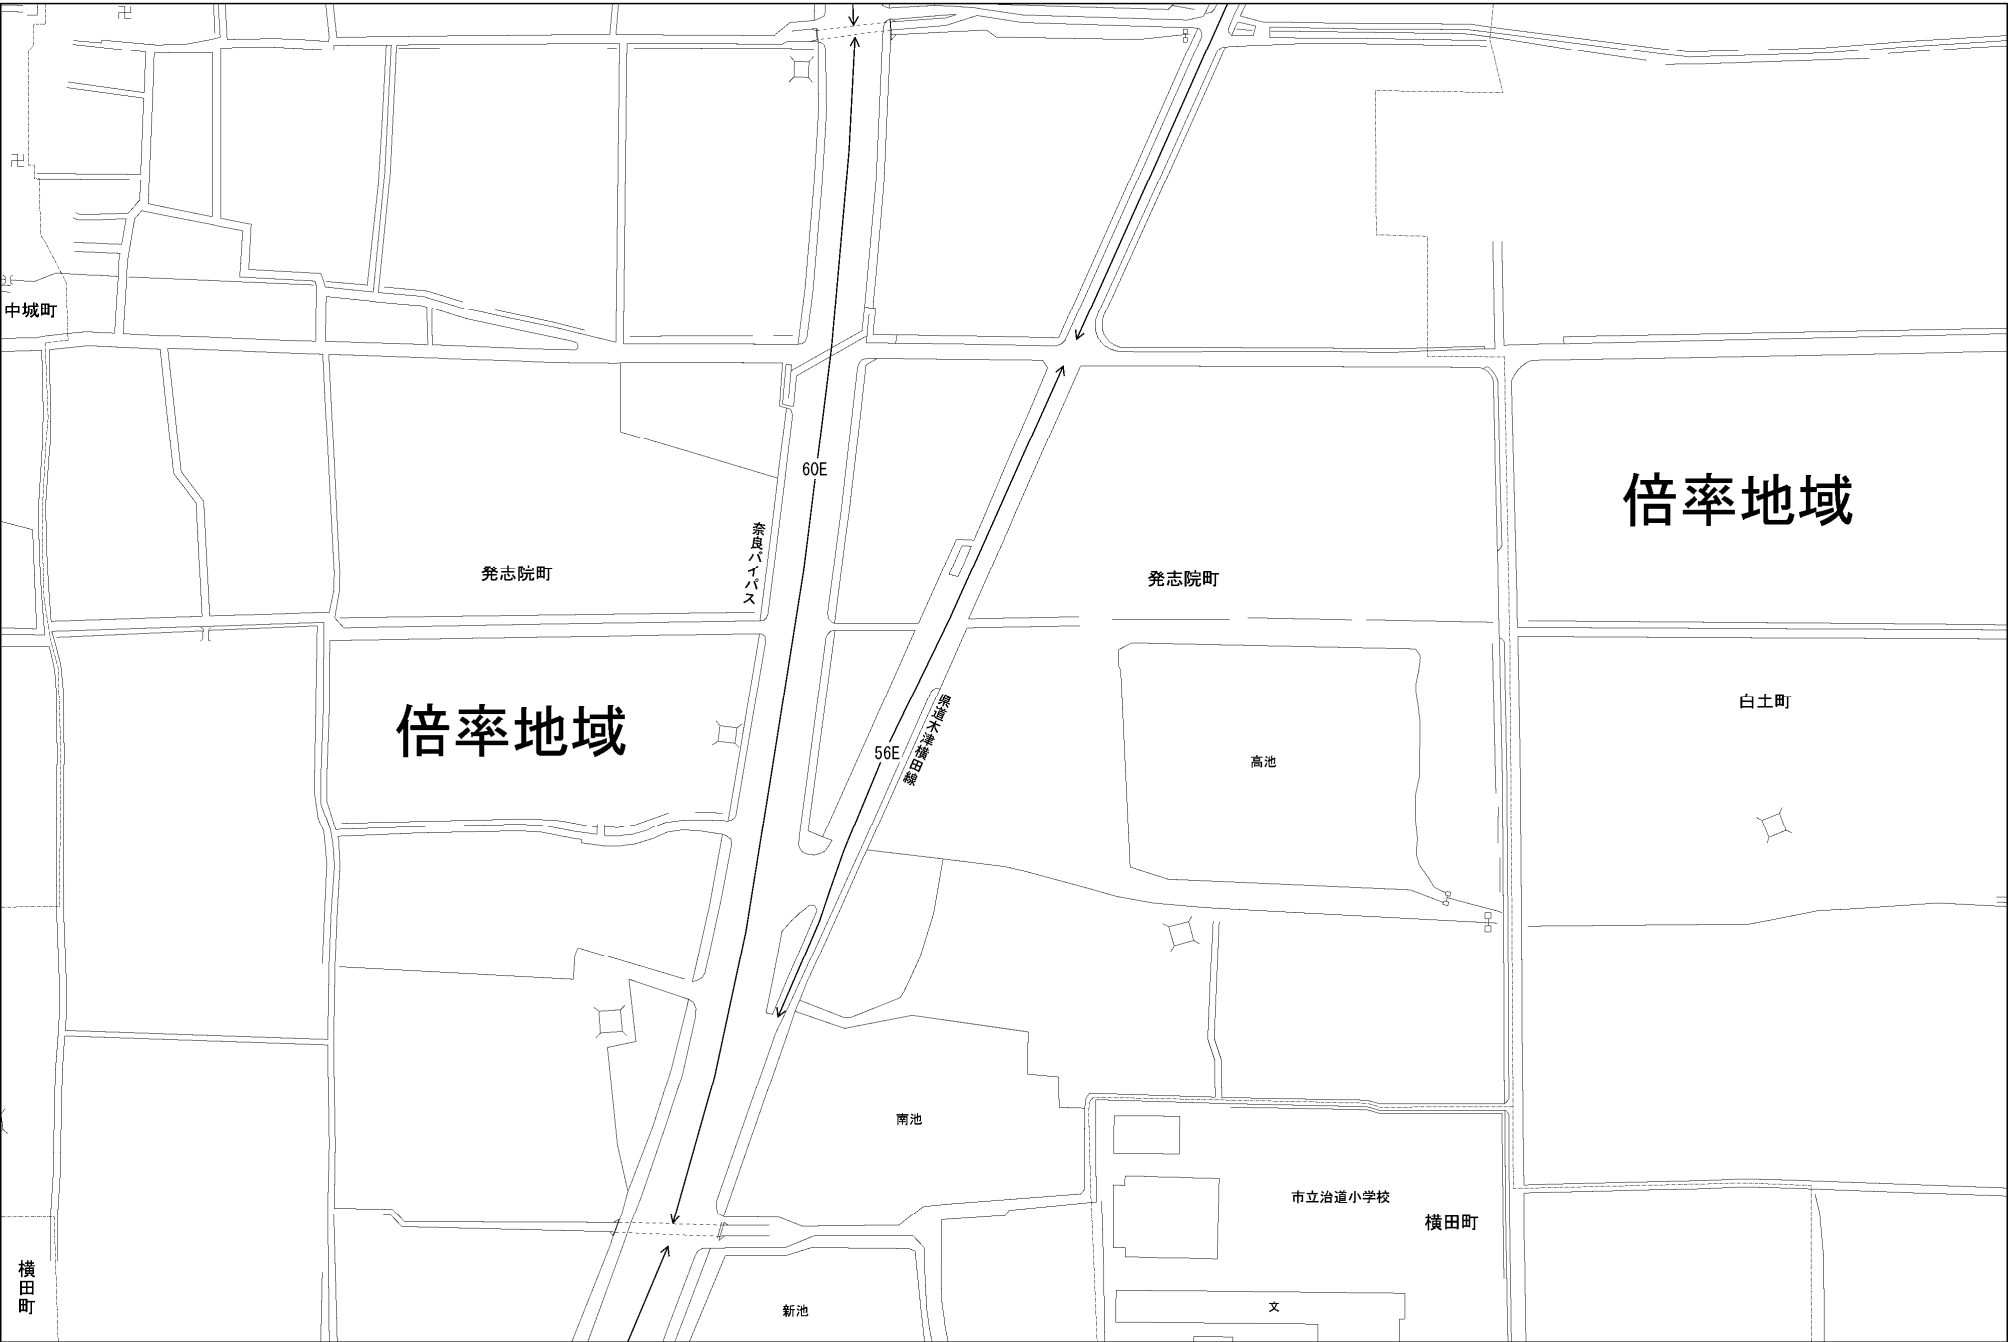 中城町
60E
倍率地域
奈良バイパス
発志院町
発志院町
倍率地域
県道木津横田線
白土町
56E
高池
南池
市立治道小学校
横田町
横田町
新池
文